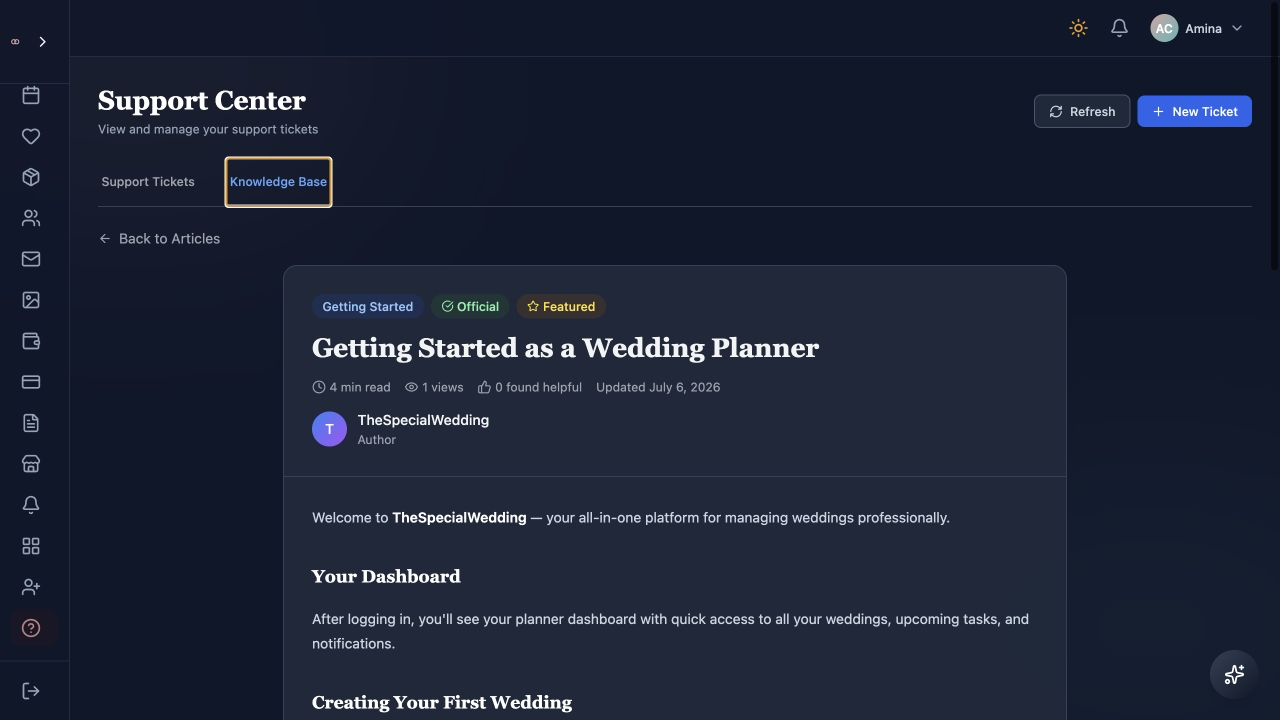 AC Amina
Support Center
View and manage your support tickets
Refresh
New Ticket
Support Tickets
Knowledge Base
Back to Articles
Getting Started
Official
Featured
Getting Started as a Wedding Planner
4 min read 1 views 0 found helpful Updated July 6, 2026
T
TheSpecialWedding
Author
Welcome to TheSpecialWedding — your all-in-one platform for managing weddings professionally.
Your Dashboard
After logging in, you'll see your planner dashboard with quick access to all your weddings, upcoming tasks, and
notifications.
Creating Your First Wedding